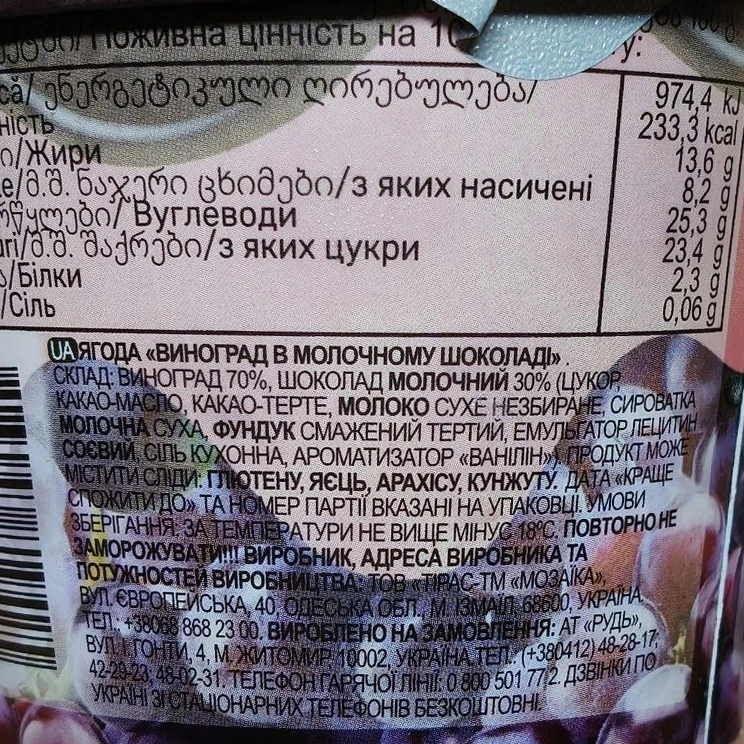 Поживна цінність на 10
са/ ენერგეტიკული ღირებულება/
974,4 kJ
ність
233,3 kcal
ი/Жири
13,6 g
მ.შ. ნაჯერი ცხიმები/з яких насичені
8,2 g
Вуглеводи
25,3 g
მ.შ. შაქრები/з яких цукри
23,4 g
/Білки
2,3 g
/Сіль
0,06 g
UA ЯГОДА «ВИНОГРАД В МОЛОЧНОМУ ШОКОЛАДІ».
СКЛАД: ВИНОГРАД 70%, ШОКОЛАД МОЛОЧНИЙ 30% (ЦУКОР,
КАКАО-МАСЛО, КАКАО-ТЕРТЕ, МОЛОКО СУХЕ НЕЗБИРАНЕ, СИРОВАТКА
МОЛОЧНА СУХА, ФУНДУК СМАЖЕНИЙ ТЕРТИЙ, ЕМУЛЬГАТОР ЛЕЦИТИН
СОЄВИЙ, СІЛЬ КУХОННА, АРОМАТИЗАТОР «ВАНІЛІН»). ПРОДУКТ МОЖЕ
МІСТИТИ СЛІДИ: ГЛЮТЕНУ, ЯЄЦЬ, АРАХІСУ, КУНЖУТУ. ДАТА «КРАЩЕ
СПОЖИТИ ДО» ТА НОМЕР ПАРТІЇ ВКАЗАНІ НА УПАКОВЦІ. УМОВИ
ЗБЕРІГАННЯ: ЗА ТЕМПЕРАТУРИ НЕ ВИЩЕ МІНУС 18°C. ПОВТОРНО НЕ
ЗАМОРОЖУВАТИ!!! ВИРОБНИК, АДРЕСА ВИРОБНИКА ТА
ПОТУЖНОСТЕЙ ВИРОБНИЦТВА: ТОВ «ТІРАС-ТМ «МОЗАЇКА»,
ВУЛ. ЄВРОПЕЙСЬКА, 40, ОДЕСЬКА ОБЛ., М. ІЗМАЇЛ, 68600, УКРАЇНА.
ТЕЛ.: +38068 868 23 00. ВИРОБЛЕНО НА ЗАМОВЛЕННЯ: АТ «РУДЬ»,
ВУЛ. І. ГОНТИ, 4, М. ЖИТОМИР, 10002, УКРАЇНА. ТЕЛ.: (+380412) 48-28-17;
42-29-23, 48-02-31. ТЕЛЕФОН ГАРЯЧОЇ ЛІНІЇ: 0 800 501 77 2. ДЗВІНКИ ПО
УКРАЇНІ ЗІ СТАЦІОНАРНИХ ТЕЛЕФОНІВ БЕЗКОШТОВНІ.